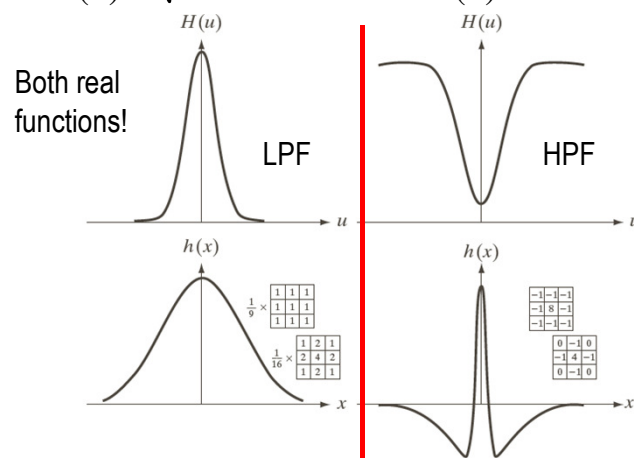 H(u)
H(u)
Both real
functions!
LPF
HPF
u
u
h(x)
h(x)
1/9 ×
1 1 1
1 1 1
1 1 1
1/16 ×
1 2 1
2 4 2
1 2 1
-1 -1 -1
-1 8 -1
-1 -1 -1
0 -1 0
-1 4 -1
0 -1 0
x
x